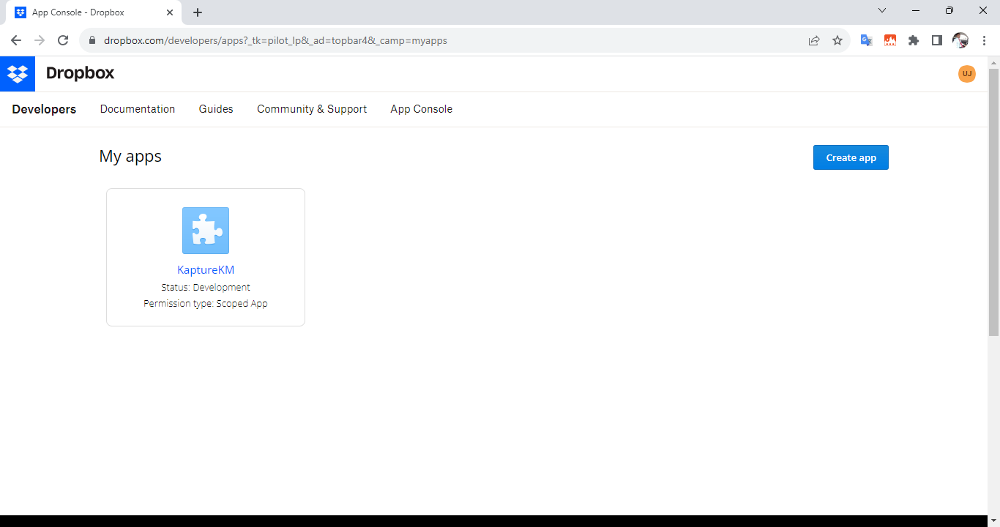 App Console - Dropbox
dropbox.com/developers/apps?_tk=pilot_lp&_ad=topbar4&_camp=myapps
Dropbox
UJ
Developers Documentation Guides Community & Support App Console
My apps
Create app
KaptureKM
Status: Development
Permission type: Scoped App